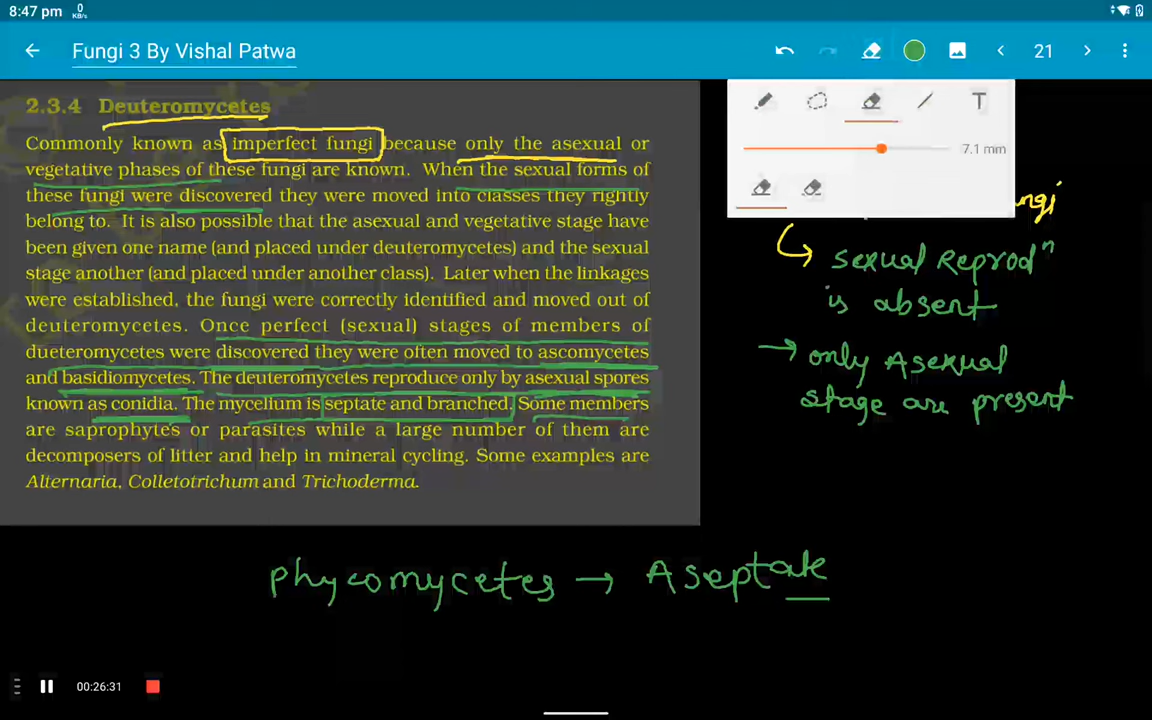 8:47 pm 0 KB/s
Fungi 3 By Vishal Patwa 21
7.1 mm
2.3.4 Deuteromycetes
Commonly known as imperfect fungi because only the asexual or
vegetative phases of these fungi are known. When the sexual forms of
these fungi were discovered they were moved into classes they rightly
belong to. It is also possible that the asexual and vegetative stage have
been given one name (and placed under deuteromycetes) and the sexual
stage another (and placed under another class). Later when the linkages
were established, the fungi were correctly identified and moved out of
deuteromycetes. Once perfect (sexual) stages of members of
dueteromycetes were discovered they were often moved to ascomycetes
and basidiomycetes. The deuteromycetes reproduce only by asexual spores
known as conidia. The mycelium is septate and branched. Some members
are saprophytes or parasites while a large number of them are
decomposers of litter and help in mineral cycling. Some examples are
Alternaria, Colletotrichum and Trichoderma.
ngi
sexual Reprodⁿ
is absent
→ only Asexual
stage are present
Phycomycetes → Aseptate
00:26:31